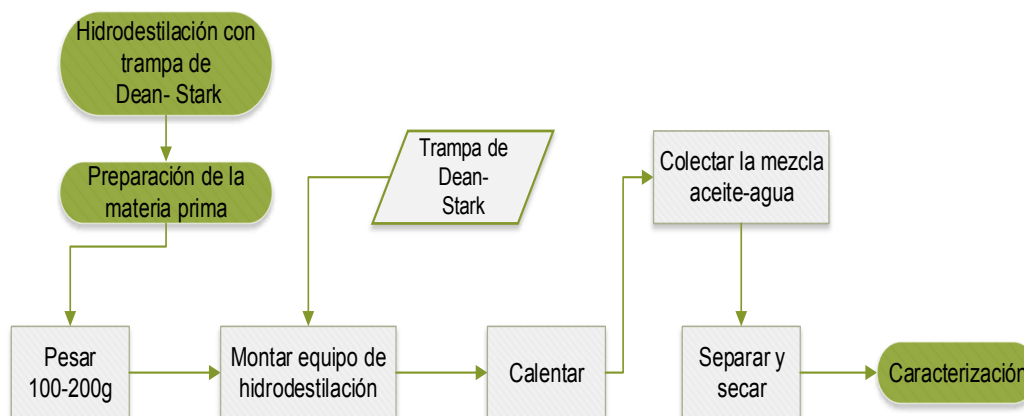 Hidrodestilación con
trampa de
Dean- Stark
Preparación de la
materia prima
Trampa de
Dean-
Stark
Colectar la mezcla
aceite-agua
Pesar
100-200g
Montar equipo de
hidrodestilación
Calentar
Separar y
secar
Caracterización